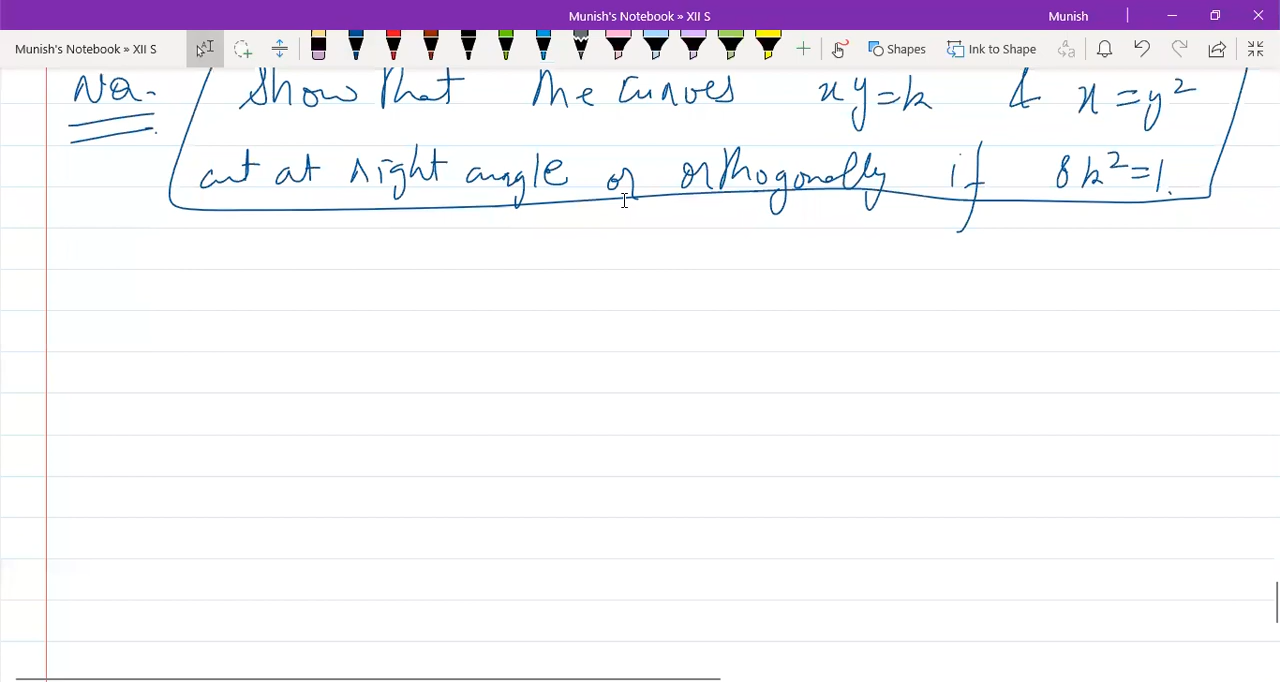 Munish's Notebook » XII S
Munish
Munish's Notebook » XII S
Shapes
Ink to Shape
NQ.
Show that the curves xy=k & x=y²
cut at right angle or orthogonally if 8k²=1.